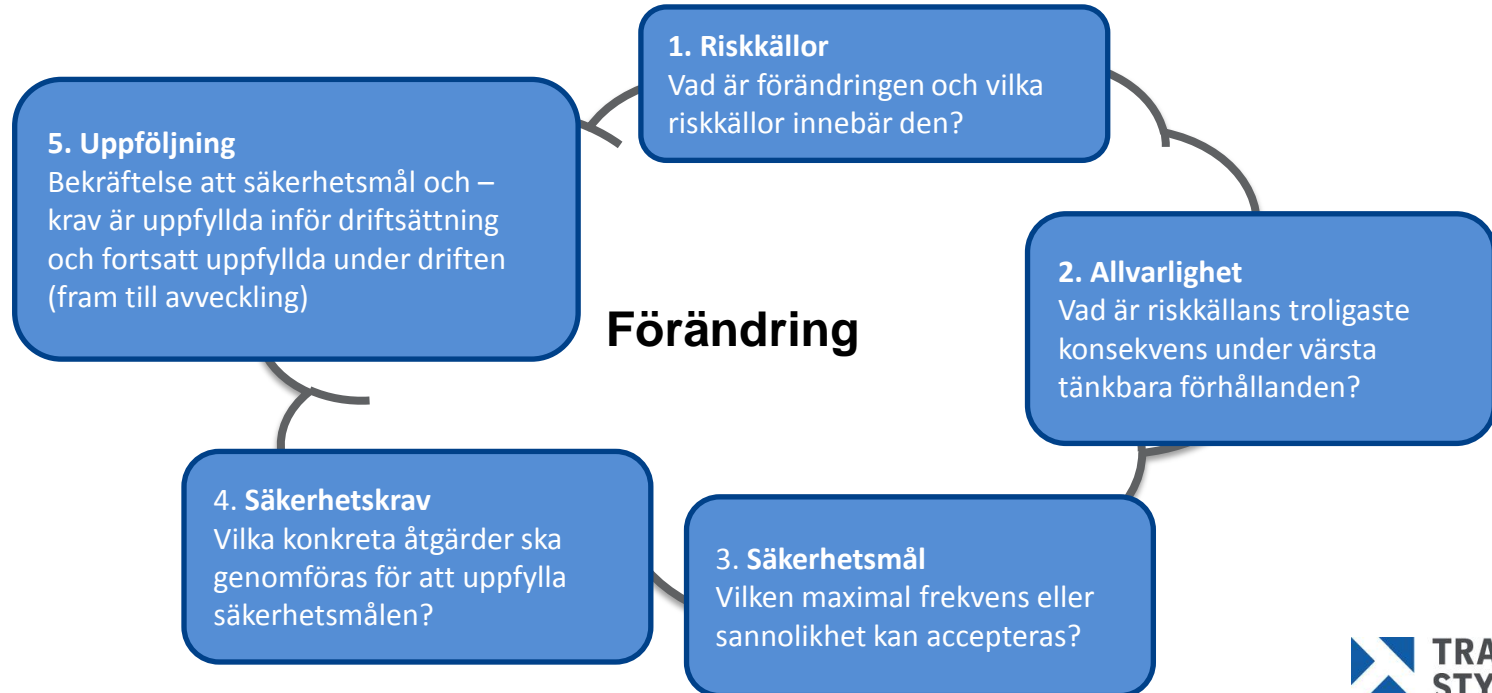 1. Riskkällor
Vad är förändringen och vilka
riskkällor innebär den?
2. Allvarlighet
Vad är riskkällans troligaste
konsekvens under värsta
tänkbara förhållanden?
3. Säkerhetsmål
Vilken maximal frekvens eller
sannolikhet kan accepteras?
4. Säkerhetskrav
Vilka konkreta åtgärder ska
genomföras för att uppfylla
säkerhetsmålen?
5. Uppföljning
Bekräftelse att säkerhetsmål och –
krav är uppfyllda inför driftsättning
och fortsatt uppfyllda under driften
(fram till avveckling)
Förändring
TRA
STY